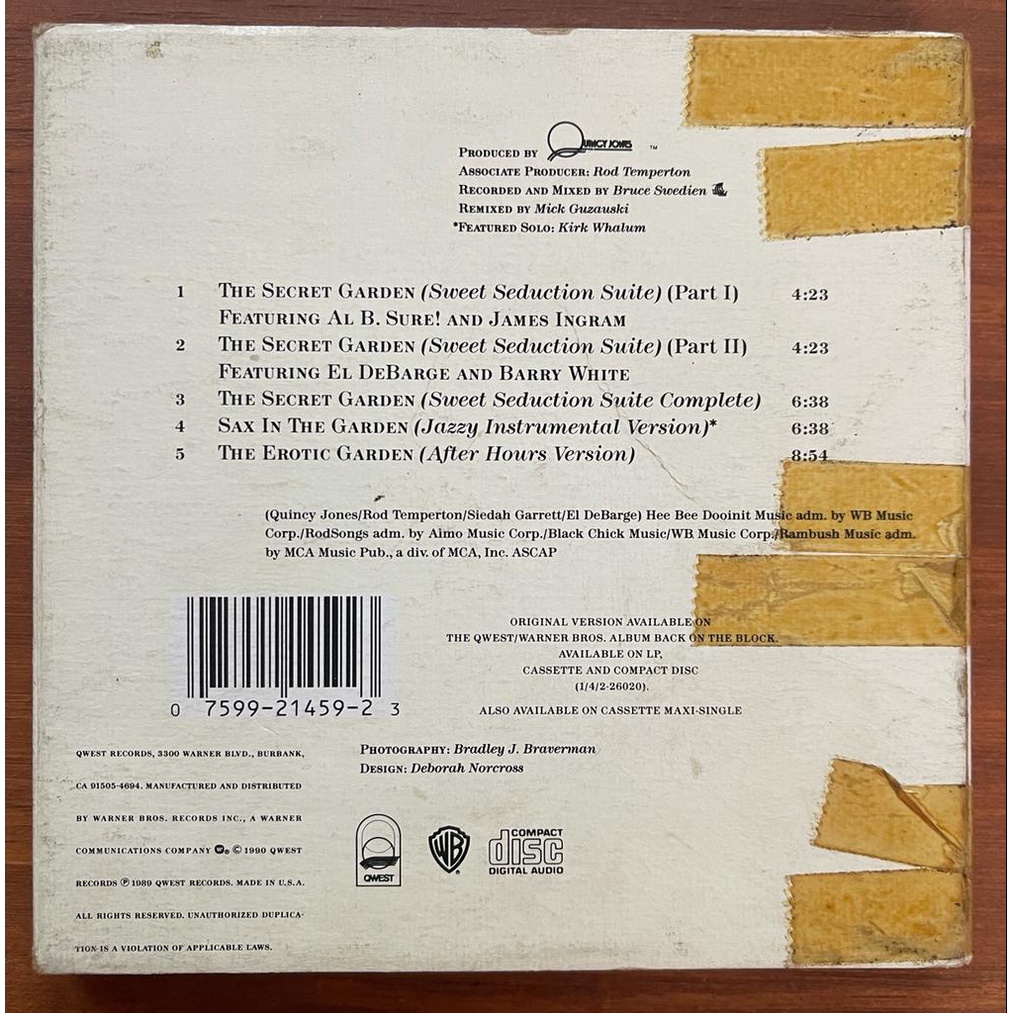 PRODUCED BY QUINCY JONES ™
ASSOCIATE PRODUCER: Rod Temperton
RECORDED AND MIXED BY Bruce Swedien
REMIXED BY Mick Guzauski
*FEATURED SOLO: Kirk Whalum
1 THE SECRET GARDEN (Sweet Seduction Suite) (Part I) 4:23
FEATURING AL B. SURE! AND JAMES INGRAM
2 THE SECRET GARDEN (Sweet Seduction Suite) (Part II) 4:23
FEATURING EL DEBARGE AND BARRY WHITE
3 THE SECRET GARDEN (Sweet Seduction Suite Complete) 6:38
4 SAX IN THE GARDEN (Jazzy Instrumental Version)* 6:38
5 THE EROTIC GARDEN (After Hours Version) 8:54
(Quincy Jones/Rod Temperton/Siedah Garrett/El DeBarge) Hee Bee Dooinit Music adm. by WB Music
Corp./RodSongs adm. by Almo Music Corp./Black Chick Music/WB Music Corp./Rambush Music adm.
by MCA Music Pub., a div. of MCA, Inc. ASCAP
ORIGINAL VERSION AVAILABLE ON
THE QWEST/WARNER BROS. ALBUM BACK ON THE BLOCK.
AVAILABLE ON LP,
CASSETTE AND COMPACT DISC
(1/4/2-26020).
ALSO AVAILABLE ON CASSETTE MAXI-SINGLE
0 7599-21459-2 3
PHOTOGRAPHY: Bradley J. Braverman
DESIGN: Deborah Norcross
QWEST RECORDS, 3300 WARNER BLVD., BURBANK,
CA 91505-4694. MANUFACTURED AND DISTRIBUTED
BY WARNER BROS. RECORDS INC., A WARNER
COMMUNICATIONS COMPANY ® © 1990 QWEST
RECORDS ℗ 1989 QWEST RECORDS. MADE IN U.S.A.
ALL RIGHTS RESERVED. UNAUTHORIZED DUPLICA-
TION IS A VIOLATION OF APPLICABLE LAWS.
QWEST
WB ®
COMPACT
disc
DIGITAL AUDIO